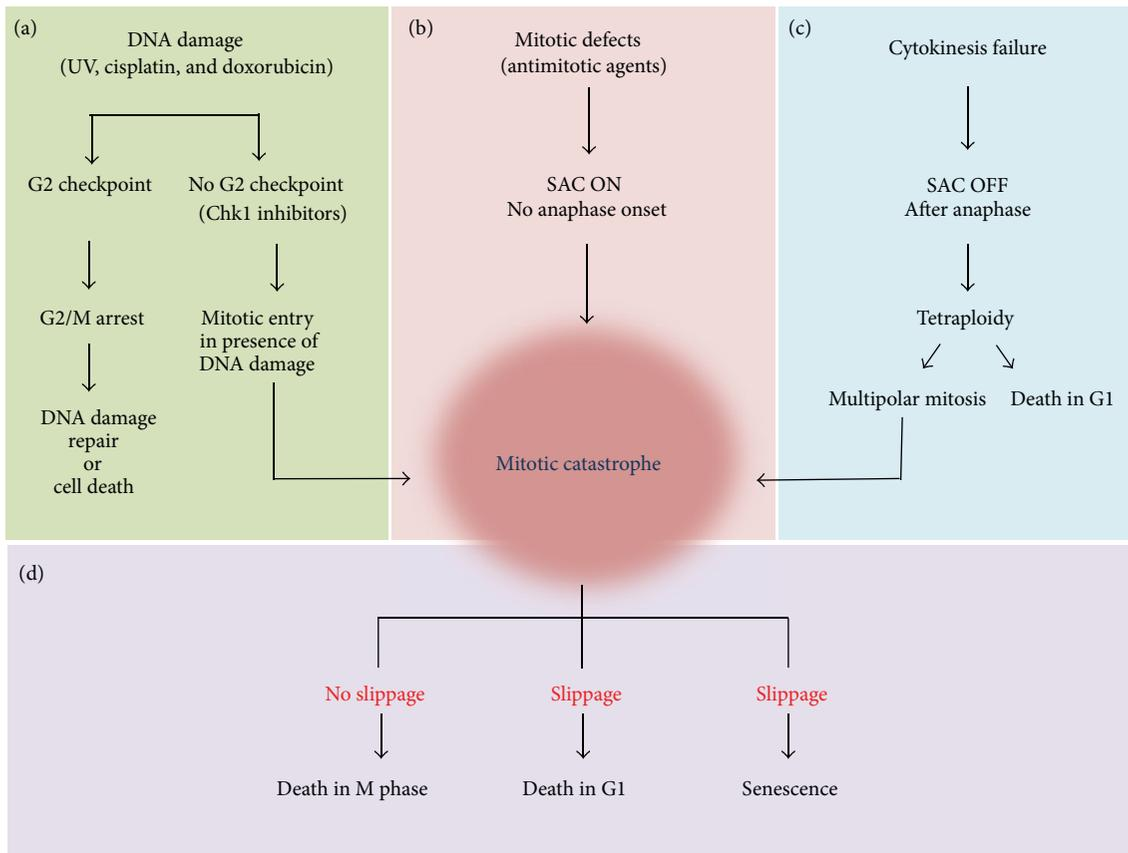 (a)
DNA damage
(UV, cisplatin, and doxorubicin)
G2 checkpoint
No G2 checkpoint
(Chk1 inhibitors)
G2/M arrest
Mitotic entry
in presence of
DNA damage
DNA damage
repair
or
cell death
(b)
Mitotic defects
(antimitotic agents)
SAC ON
No anaphase onset
Mitotic catastrophe
(c)
Cytokinesis failure
SAC OFF
After anaphase
Tetraploidy
Multipolar mitosis
Death in G1
(d)
No slippage
Slippage
Slippage
Death in M phase
Death in G1
Senescence